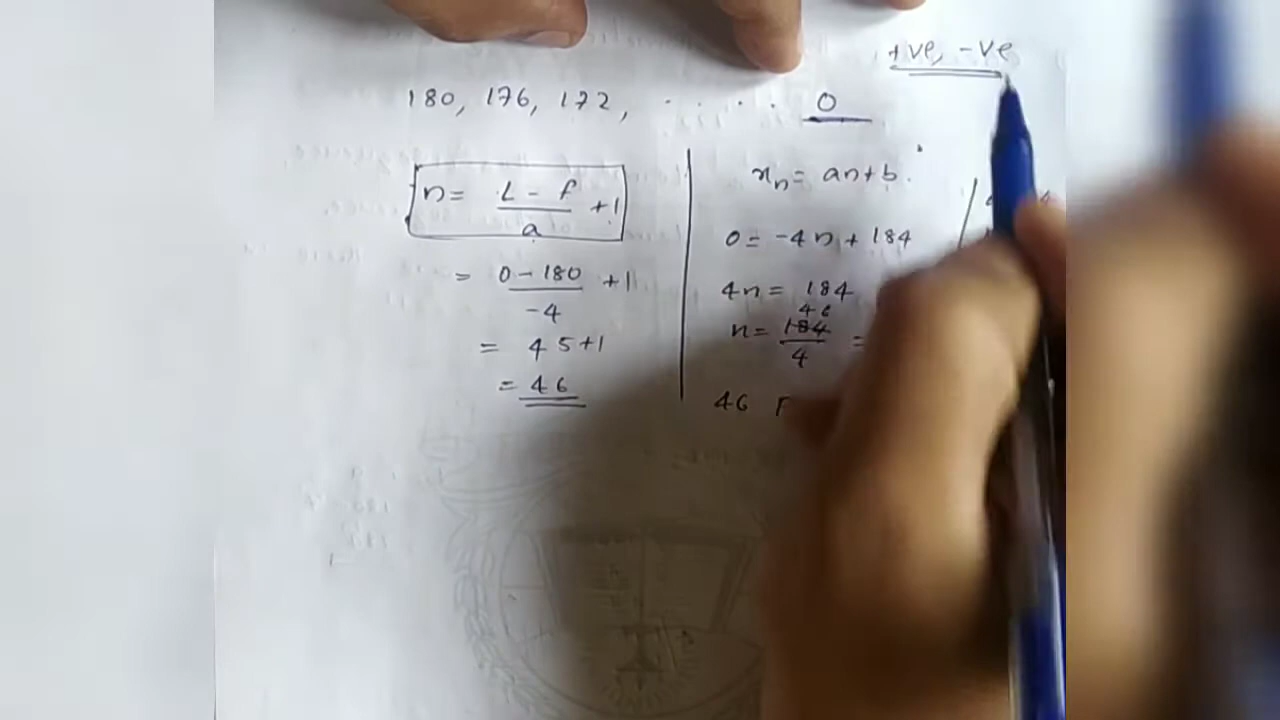 +ve, -ve
180, 176, 172, . . . . . 0
n = L - f / a + 1
= 0 - 180 / -4 + 1
= 45+1
= 46
xn = an+b
0 = -4n + 184
4n = 184
n = 184 / 4 =
46